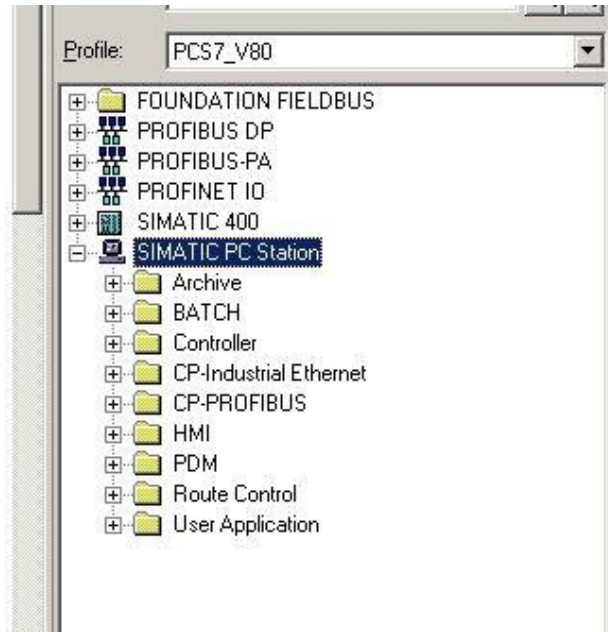 Profile: PCS7_V80
FOUNDATION FIELDBUS
PROFIBUS DP
PROFIBUS-PA
PROFINET IO
SIMATIC 400
SIMATIC PC Station
Archive
BATCH
Controller
CP-Industrial Ethernet
CP-PROFIBUS
HMI
PDM
Route Control
User Application